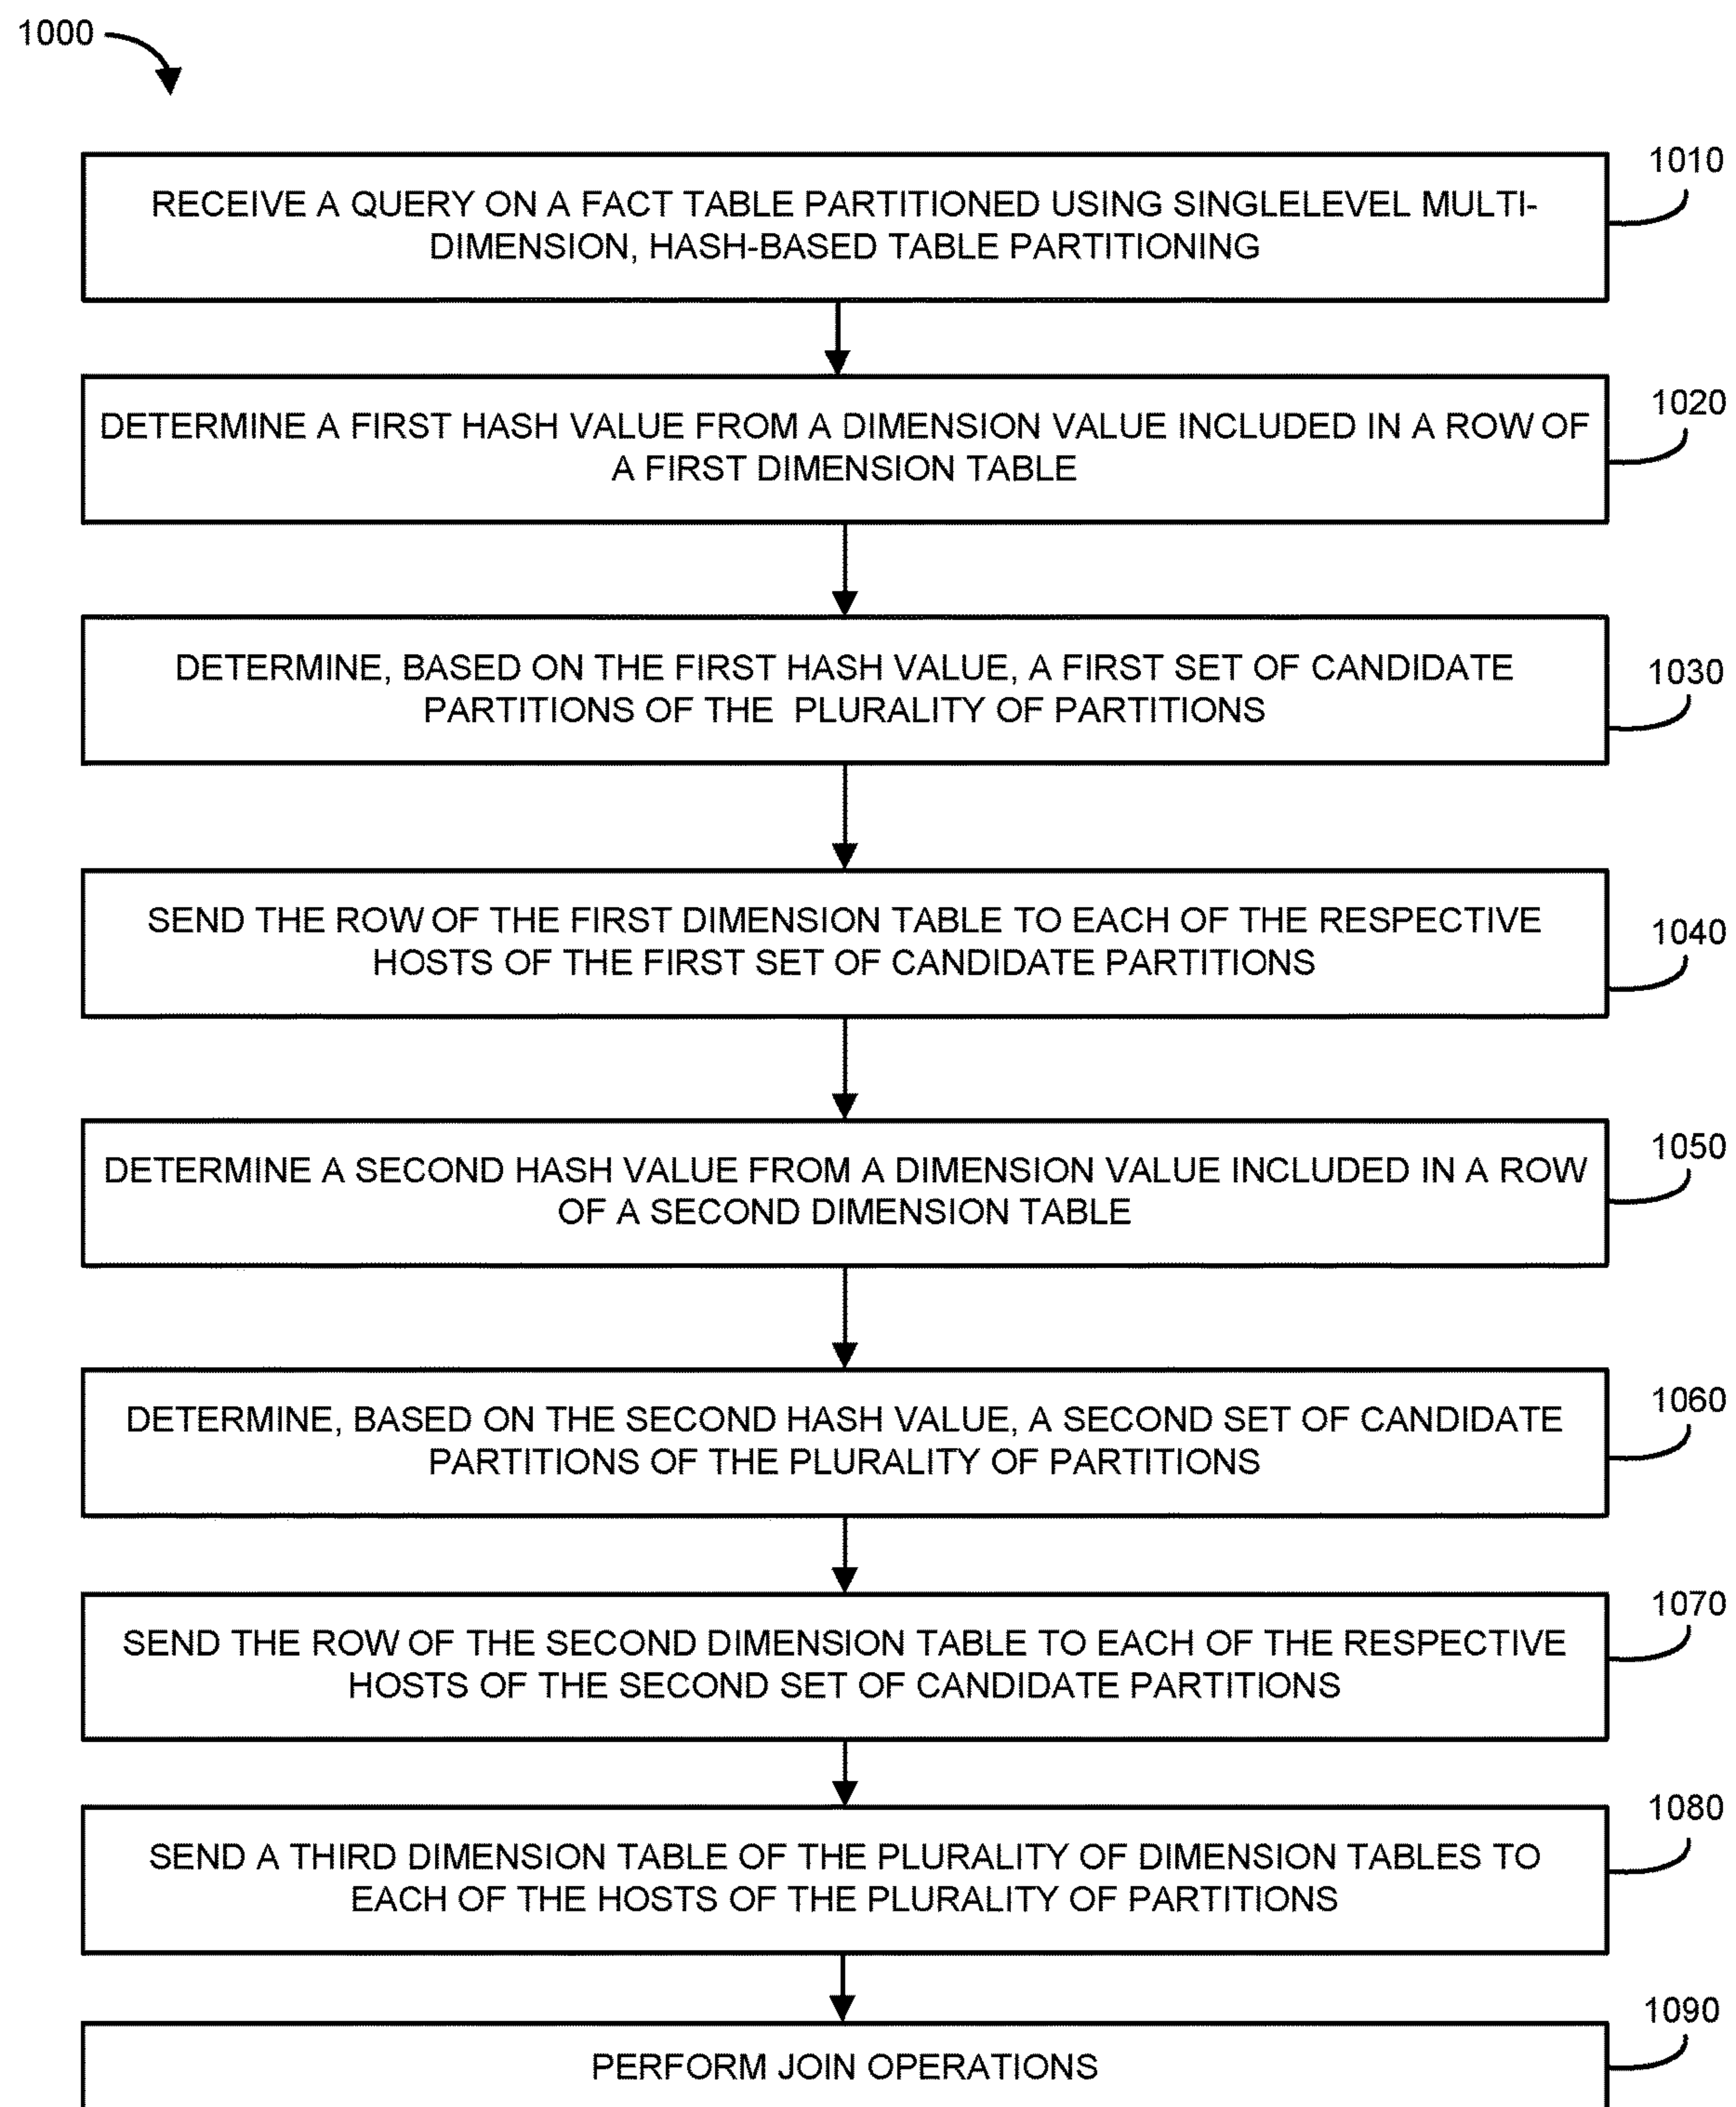 1000
1010
RECEIVE A QUERY ON A FACT TABLE PARTITIONED USING SINGLELEVEL MULTI-
DIMENSION, HASH-BASED TABLE PARTITIONING
1020
DETERMINE A FIRST HASH VALUE FROM A DIMENSION VALUE INCLUDED IN A ROW OF
A FIRST DIMENSION TABLE
1030
DETERMINE, BASED ON THE FIRST HASH VALUE, A FIRST SET OF CANDIDATE
PARTITIONS OF THE PLURALITY OF PARTITIONS
1040
SEND THE ROW OF THE FIRST DIMENSION TABLE TO EACH OF THE RESPECTIVE
HOSTS OF THE FIRST SET OF CANDIDATE PARTITIONS
1050
DETERMINE A SECOND HASH VALUE FROM A DIMENSION VALUE INCLUDED IN A ROW
OF A SECOND DIMENSION TABLE
1060
DETERMINE, BASED ON THE SECOND HASH VALUE, A SECOND SET OF CANDIDATE
PARTITIONS OF THE PLURALITY OF PARTITIONS
1070
SEND THE ROW OF THE SECOND DIMENSION TABLE TO EACH OF THE RESPECTIVE
HOSTS OF THE SECOND SET OF CANDIDATE PARTITIONS
1080
SEND A THIRD DIMENSION TABLE OF THE PLURALITY OF DIMENSION TABLES TO
EACH OF THE HOSTS OF THE PLURALITY OF PARTITIONS
1090
PERFORM JOIN OPERATIONS